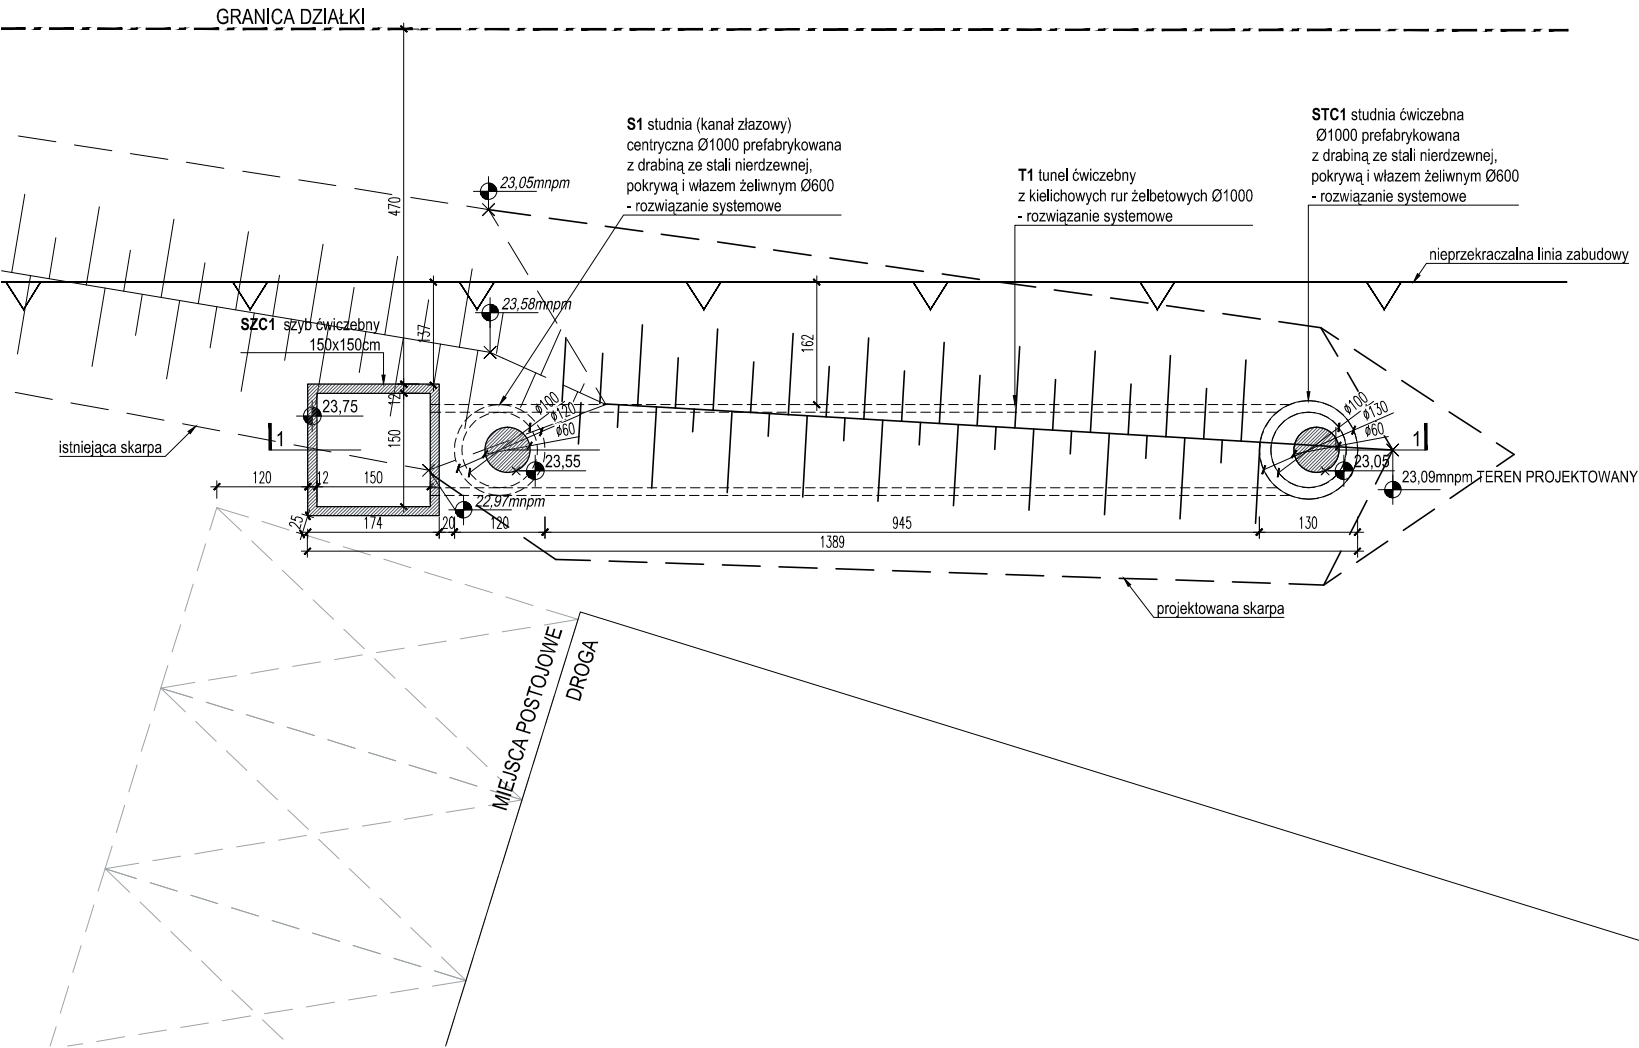 GRANICA DZIAŁKI
S1 studnia (kanał złazowy)
centryczna Ø1000 prefabrykowana
z drabiną ze stali nierdzewnej,
pokrywą i włazem żeliwnym Ø600
- rozwiązanie systemowe
STC1 studnia ćwiczebna
Ø1000 prefabrykowana
z drabiną ze stali nierdzewnej,
pokrywą i włazem żeliwnym Ø600
- rozwiązanie systemowe
T1 tunel ćwiczebny
z kielichowych rur żelbetowych Ø1000
- rozwiązanie systemowe
23,05mnpm
470
nieprzekraczalna linia zabudowy
23,58mnpm
SZC1 szyb ćwiczebny
150x150cm
137
162
23,75
12
150
ø100
ø120
ø60
ø100
ø130
ø60
1
1
istniejąca skarpa
23,55
23,05
120
12
150
22,97mnpm
23,09mnpm TEREN PROJEKTOWANY
25
174
20
120
945
130
1389
projektowana skarpa
MIEJSCA POSTOJOWE
DROGA